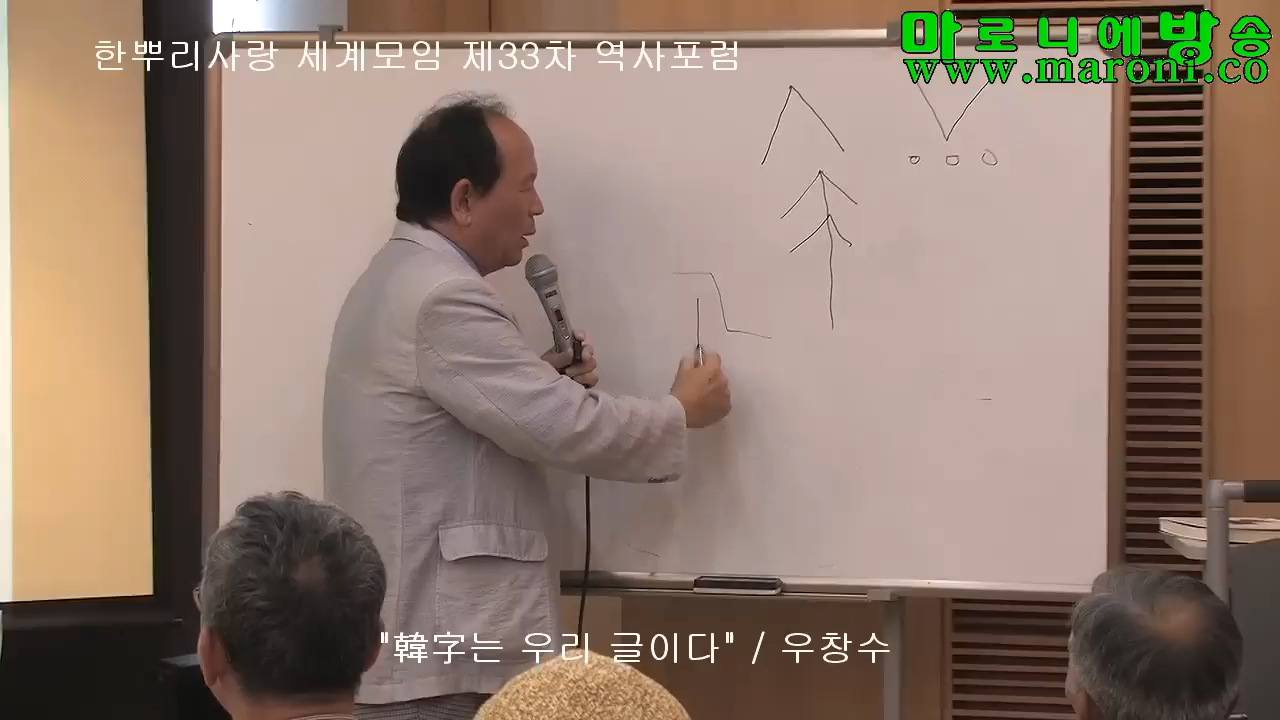 한뿌리사랑 세계모임 제33차 역사포럼
마로니에방송
www.maroni.co
"韓字는 우리 글이다" / 우창수